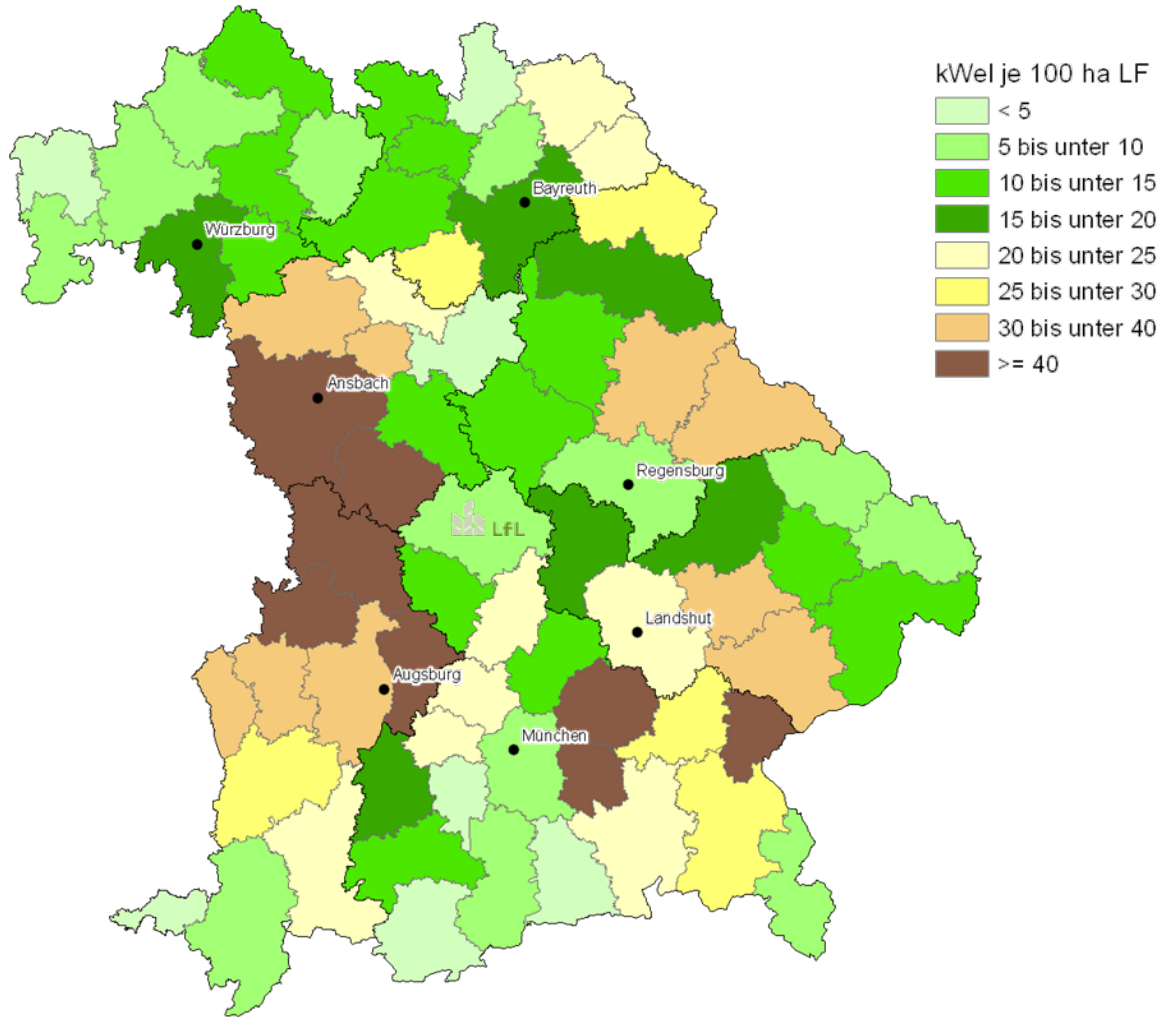 kWel je 100 ha LF
< 5
5 bis unter 10
10 bis unter 15
15 bis unter 20
20 bis unter 25
25 bis unter 30
30 bis unter 40
>= 40
Bayreuth
Würzburg
Ansbach
Regensburg
LfL
Landshut
Augsburg
München